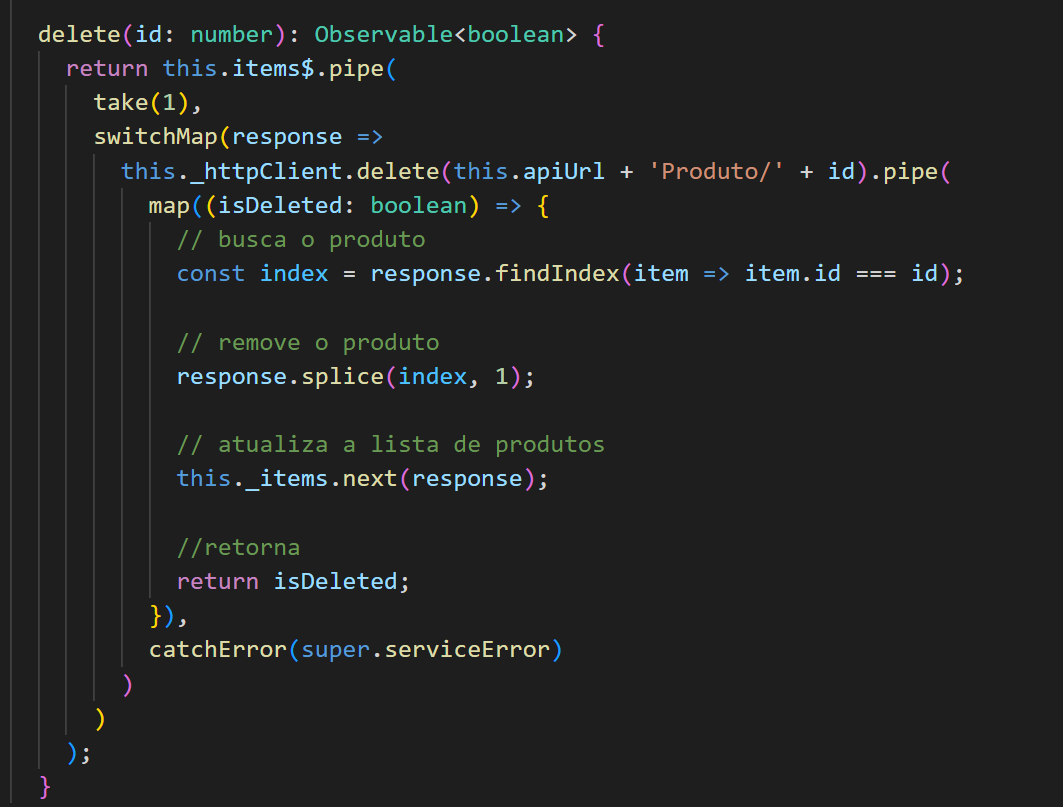 delete(id: number): Observable<boolean> {
return this.items$.pipe(
take(1),
switchMap(response =>
this._httpClient.delete(this.apiUrl + 'Produto/' + id).pipe(
map((isDeleted: boolean) => {
// busca o produto
const index = response.findIndex(item => item.id === id);
// remove o produto
response.splice(index, 1);
// atualiza a lista de produtos
this._items.next(response);
//retorna
return isDeleted;
}),
catchError(super.serviceError)
)
)
);
}